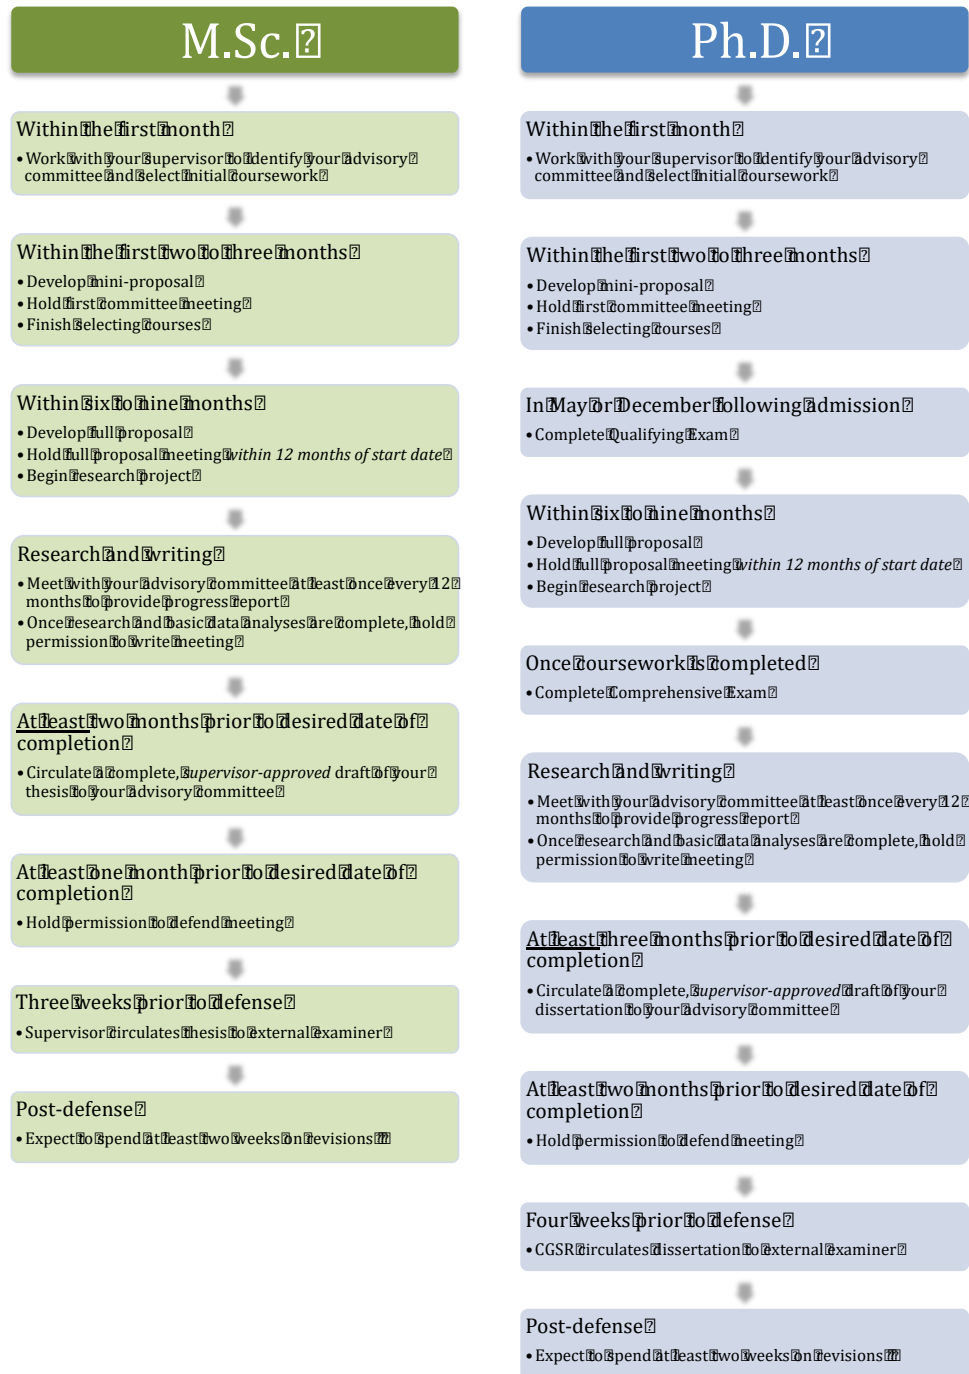 M.Sc.
Within the first month
• Work with your supervisor to identify your advisory
committee and select initial coursework
Within the first two to three months
• Develop mini-proposal
• Hold first committee meeting
• Finish selecting courses
Within six to nine months
• Develop full proposal
• Hold full proposal meeting within 12 months of start date
• Begin research project
Research and writing
• Meet with your advisory committee at least once every 12
months to provide progress report
• Once research and basic data analyses are complete, hold
permission to write meeting
At least two months prior to desired date of
completion
• Circulate a complete, supervisor-approved draft of your
thesis to your advisory committee
At least one month prior to desired date of
completion
• Hold permission to defend meeting
Three weeks prior to defense
• Supervisor circulates thesis to external examiner
Post-defense
• Expect to spend at least two weeks on revisions
Ph.D.
Within the first month
• Work with your supervisor to identify your advisory
committee and select initial coursework
Within the first two to three months
• Develop mini-proposal
• Hold first committee meeting
• Finish selecting courses
In May or December following admission
• Complete Qualifying Exam
Within six to nine months
• Develop full proposal
• Hold full proposal meeting within 12 months of start date
• Begin research project
Once coursework is completed
• Complete Comprehensive Exam
Research and writing
• Meet with your advisory committee at least once every 12
months to provide progress report
• Once research and basic data analyses are complete, hold
permission to write meeting
At least three months prior to desired date of
completion
• Circulate a complete, supervisor-approved draft of your
dissertation to your advisory committee
At least two months prior to desired date of
completion
• Hold permission to defend meeting
Four weeks prior to defense
• CGSR circulates dissertation to external examiner
Post-defense
• Expect to spend at least two weeks on revisions